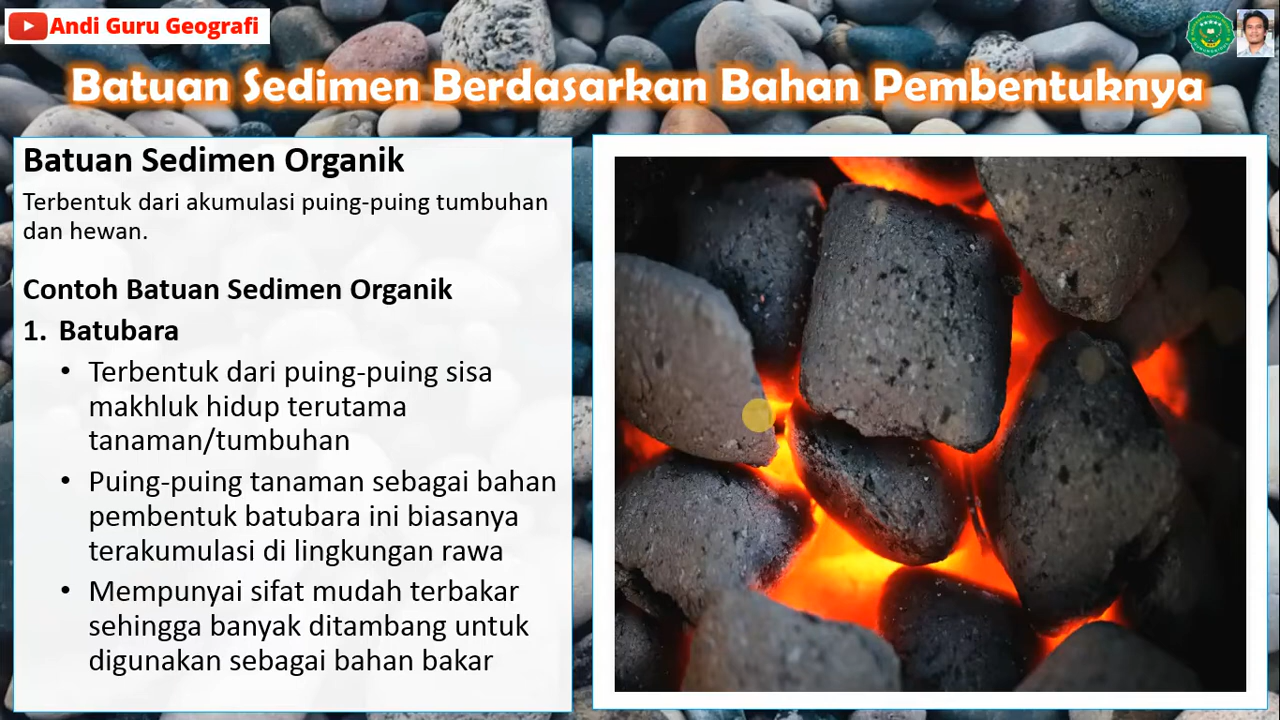 Andi Guru Geografi
Batuan Sedimen Berdasarkan Bahan Pembentuknya
Batuan Sedimen Organik
Terbentuk dari akumulasi puing-puing tumbuhan
dan hewan.
Contoh Batuan Sedimen Organik
1. Batubara
• Terbentuk dari puing-puing sisa
makhluk hidup terutama
tanaman/tumbuhan
• Puing-puing tanaman sebagai bahan
pembentuk batubara ini biasanya
terakumulasi di lingkungan rawa
• Mempunyai sifat mudah terbakar
sehingga banyak ditambang untuk
digunakan sebagai bahan bakar